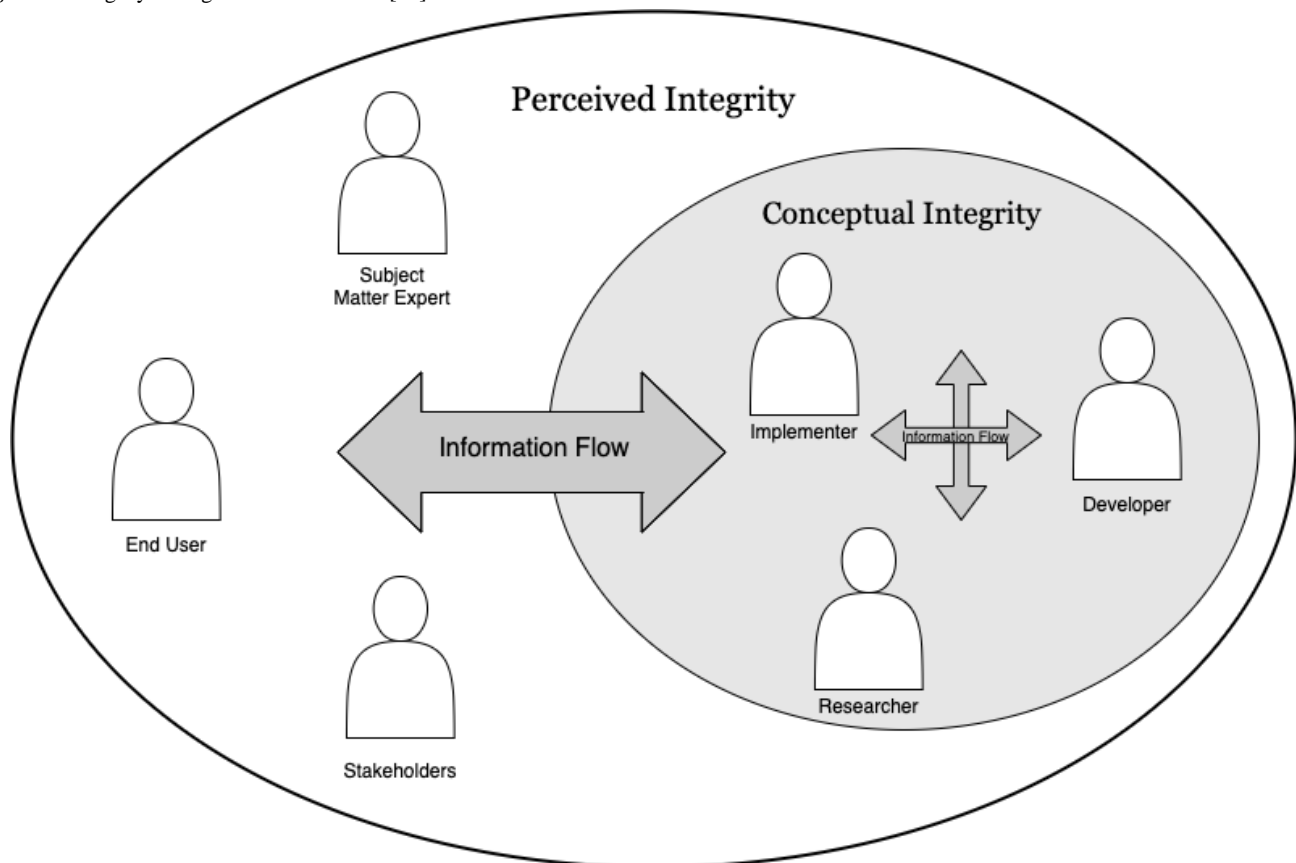 Perceived Integrity
Conceptual Integrity
Subject
Matter Expert
Implementer
Information Flow
Information Flow
Developer
End User
Researcher
Stakeholders